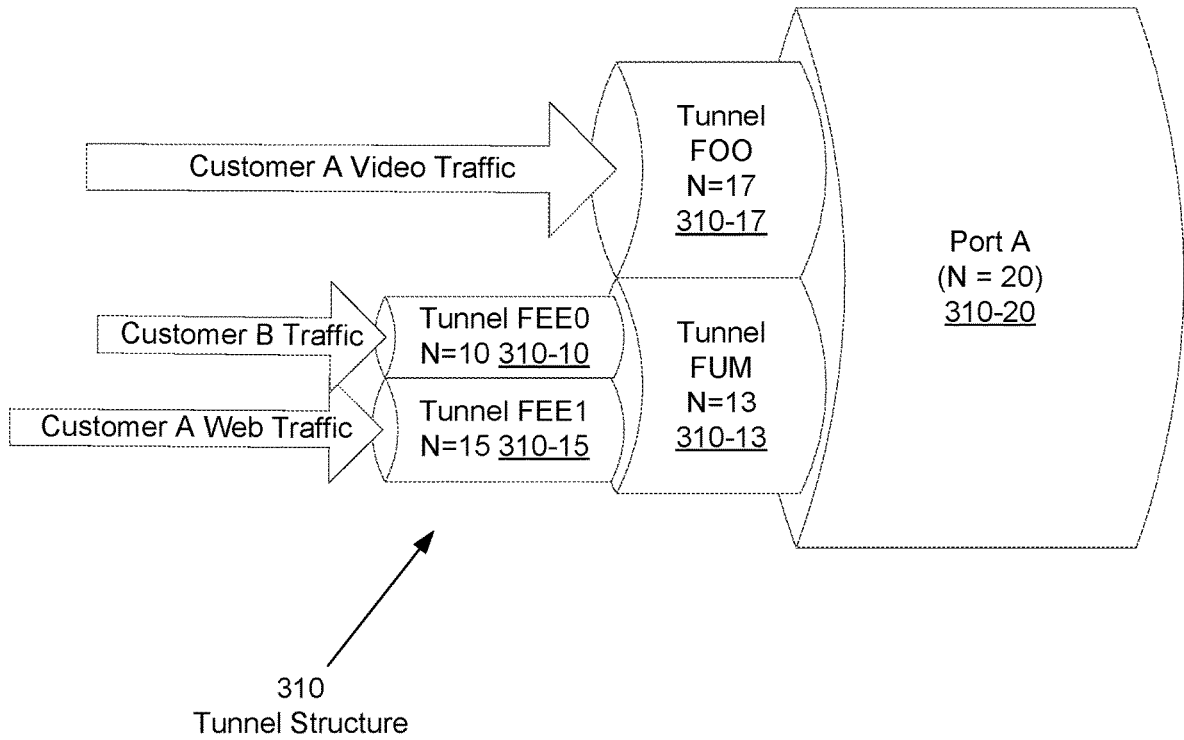 Customer A Video Traffic
Tunnel
FOO
N=17
310-17
Port A
(N = 20)
310-20
Customer B Traffic
Tunnel FEE0
N=10 310-10
Tunnel
FUM
N=13
310-13
Customer A Web Traffic
Tunnel FEE1
N=15 310-15
310
Tunnel Structure